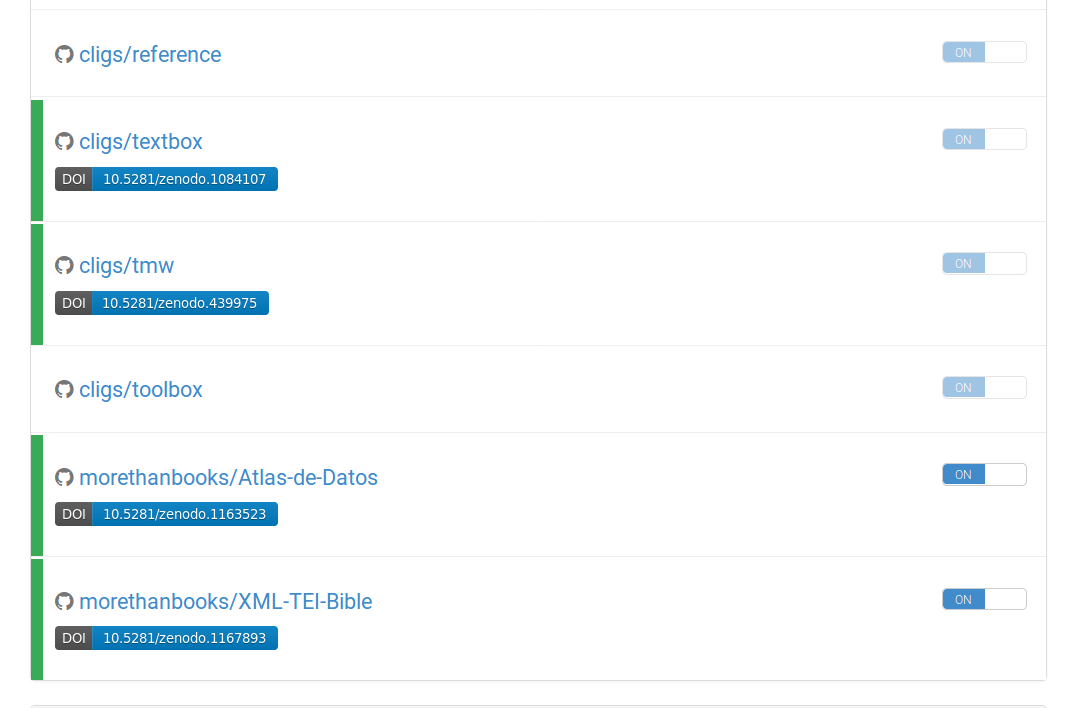 cligs/reference ON
cligs/textbox ON
DOI 10.5281/zenodo.1084107
cligs/tmw ON
DOI 10.5281/zenodo.439975
cligs/toolbox ON
morethanbooks/Atlas-de-Datos ON
DOI 10.5281/zenodo.1163523
morethanbooks/XML-TEI-Bible ON
DOI 10.5281/zenodo.1167893